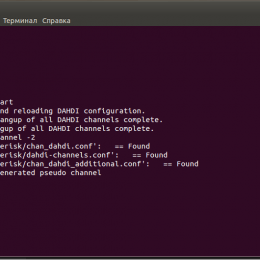 Терминал Справка
art
nd reloading DAHDI configuration.
angup of all DAHDI channels complete.
gup of all DAHDI channels complete.
annel -2
erisk/chan_dahdi.conf':   == Found
erisk/dahdi-channels.conf':   == Found
erisk/chan_dahdi_additional.conf':   == Found
enerated pseudo channel